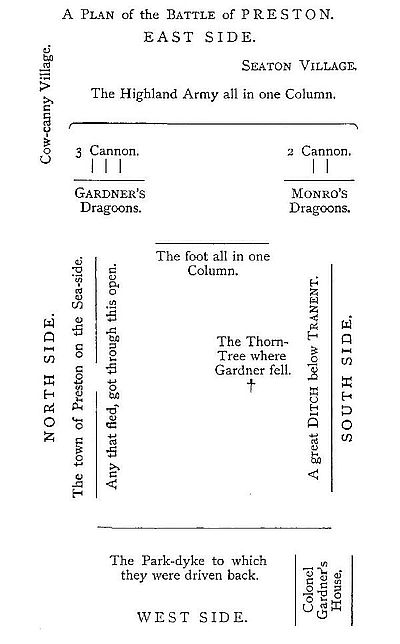 A PLAN of the BATTLE of PRESTON.
EAST SIDE.
SEATON VILLAGE.
Cow-canny Village.
The Highland Army all in one Column.
3 Cannon.
2 Cannon.
GARDNER'S
Dragoons.
MONRO'S
Dragoons.
The foot all in one
Column.
NORTH SIDE.
The town of Preston on the Sea-side.
Any that fled, got through this open.
The Thorn-
Tree where
Gardner fell.
A great DITCH below TRANENT.
SOUTH SIDE.
The Park-dyke to which
they were driven back.
Colonel
Gardner's
House.
WEST SIDE.